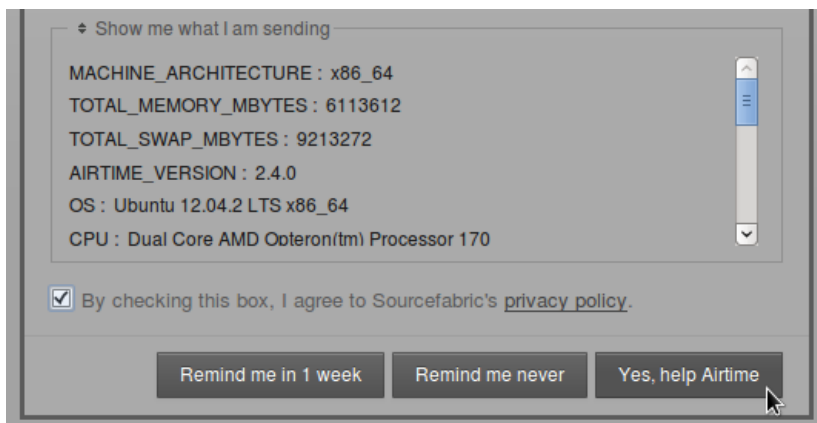 Show me what I am sending
MACHINE_ARCHITECTURE : x86_64
TOTAL_MEMORY_MBYTES : 6113612
TOTAL_SWAP_MBYTES : 9213272
AIRTIME_VERSION : 2.4.0
OS : Ubuntu 12.04.2 LTS x86_64
CPU : Dual Core AMD Opteron(tm) Processor 170
By checking this box, I agree to Sourcefabric's privacy policy.
Remind me in 1 week Remind me never Yes, help Airtime